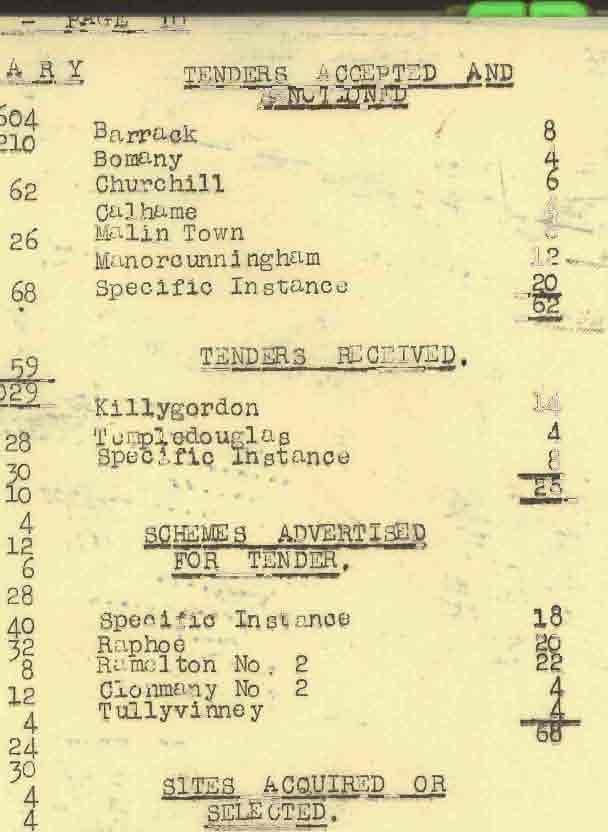 PAGE
A R Y
604
210
62
26
68
59
029
28
30
10
4
12
6
28
40
32
8
12
4
24
30
4
4
TENDERS ACCEPTED AND
SANCTIONED
Barrack 8
Bomany 4
Churchill 6
Calhame
Malin Town
Manorcunningham 12
Specific Instance 20
62
TENDERS RECEIVED.
Killygordon 14
Templedouglas 4
Specific Instance 8
SCHEMES ADVERTISED
FOR TENDER.
Specific Instance 18
Raphoe 20
Ramelton No. 2 22
Clonmany No 2 4
Tullyvinney 4
68
SITES ACQUIRED OR
SELECTED.